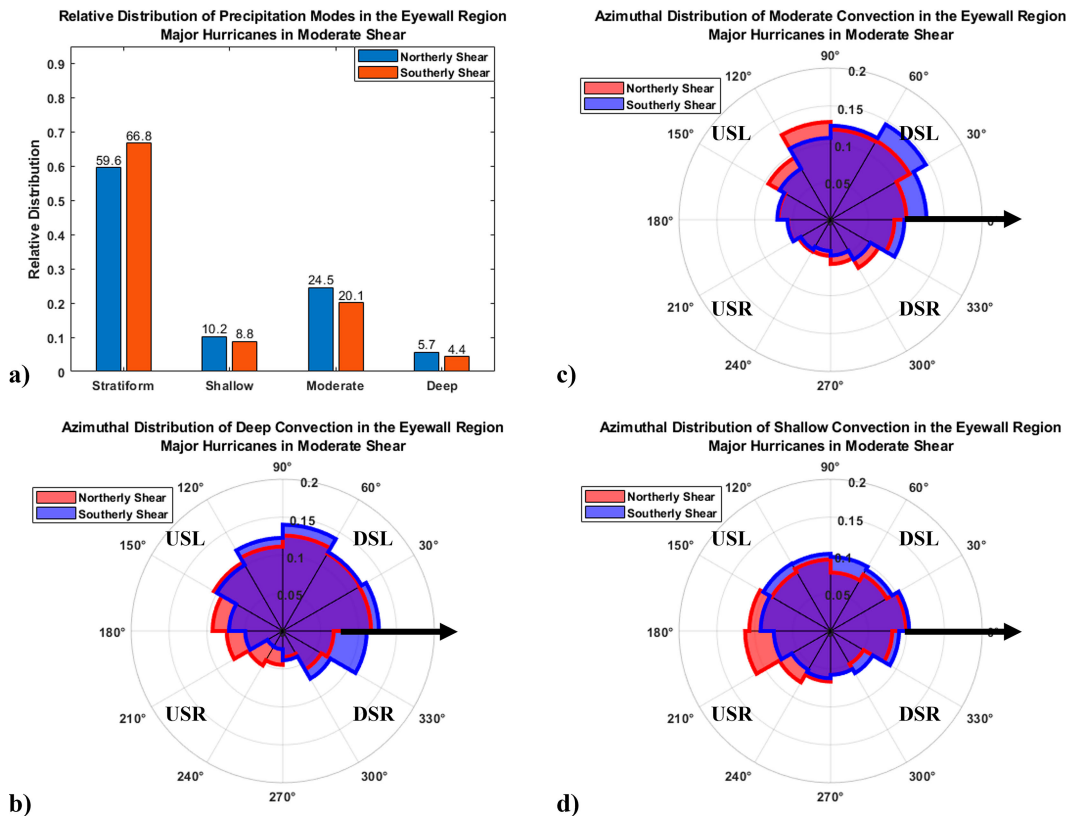 Relative Distribution of Precipitation Modes in the Eyewall Region
Major Hurricanes in Moderate Shear
Northerly Shear
Southerly Shear
Relative Distribution
0.9
0.8
0.7
0.6
0.5
0.4
0.3
0.2
0.1
0
59.6
66.8
10.2
8.8
24.5
20.1
5.7
4.4
Stratiform
Shallow
Moderate
Deep
a)
Azimuthal Distribution of Moderate Convection in the Eyewall Region
Major Hurricanes in Moderate Shear
Northerly Shear
Southerly Shear
90°
120°
60°
0.2
0.15
150°
USL
DSL
30°
0.1
0.05
180°
210°
USR
DSR
330°
240°
300°
270°
c)
Azimuthal Distribution of Deep Convection in the Eyewall Region
Major Hurricanes in Moderate Shear
Northerly Shear
Southerly Shear
90°
120°
60°
0.2
0.15
150°
USL
DSL
30°
0.1
0.05
180°
210°
USR
DSR
330°
240°
300°
270°
b)
Azimuthal Distribution of Shallow Convection in the Eyewall Region
Major Hurricanes in Moderate Shear
Northerly Shear
Southerly Shear
90°
120°
60°
0.2
0.15
150°
USL
DSL
30°
0.1
0.05
180°
210°
USR
DSR
330°
240°
300°
270°
d)